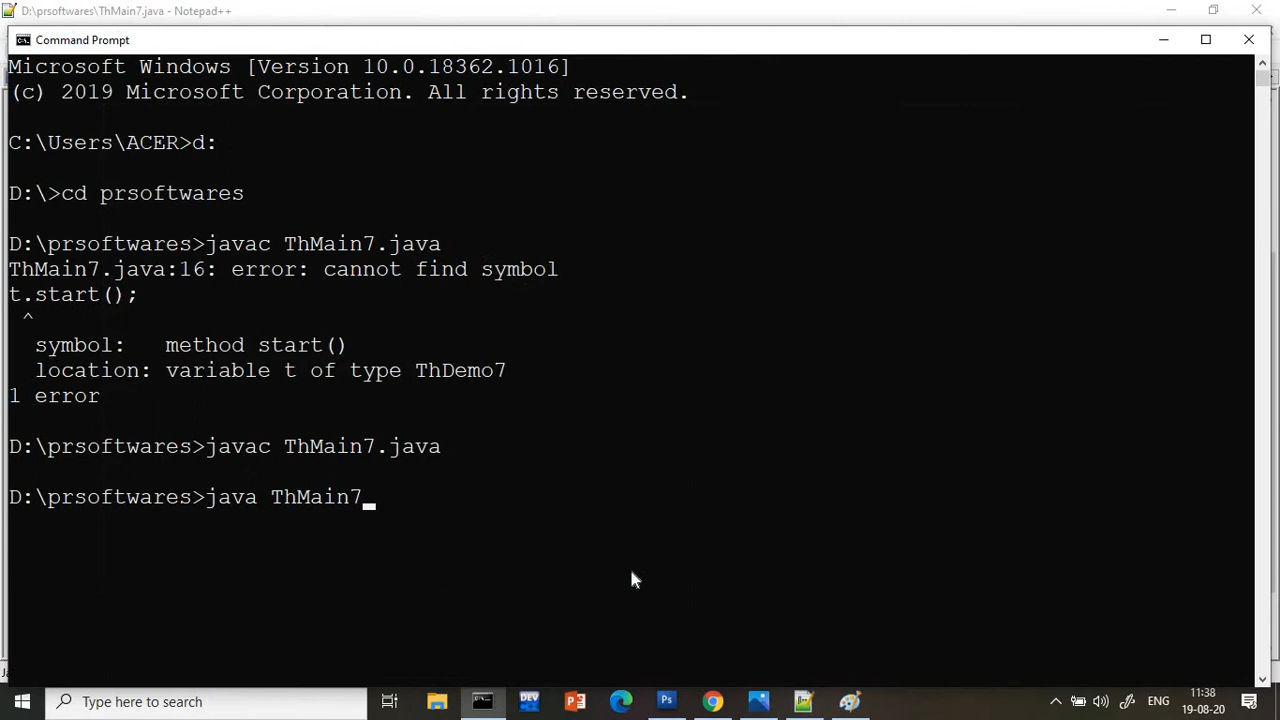 D:\prsoftwares\ThMain7.java - Notepad++
Command Prompt
Microsoft Windows [Version 10.0.18362.1016]
(c) 2019 Microsoft Corporation. All rights reserved.
C:\Users\ACER>d:
D:\>cd prsoftwares
D:\prsoftwares>javac ThMain7.java
ThMain7.java:16: error: cannot find symbol
t.start();
^
symbol:   method start()
location: variable t of type ThDemo7
1 error
D:\prsoftwares>javac ThMain7.java
D:\prsoftwares>java ThMain7_
Type here to search
DEV
Ps
ENG
11:38
19-08-20